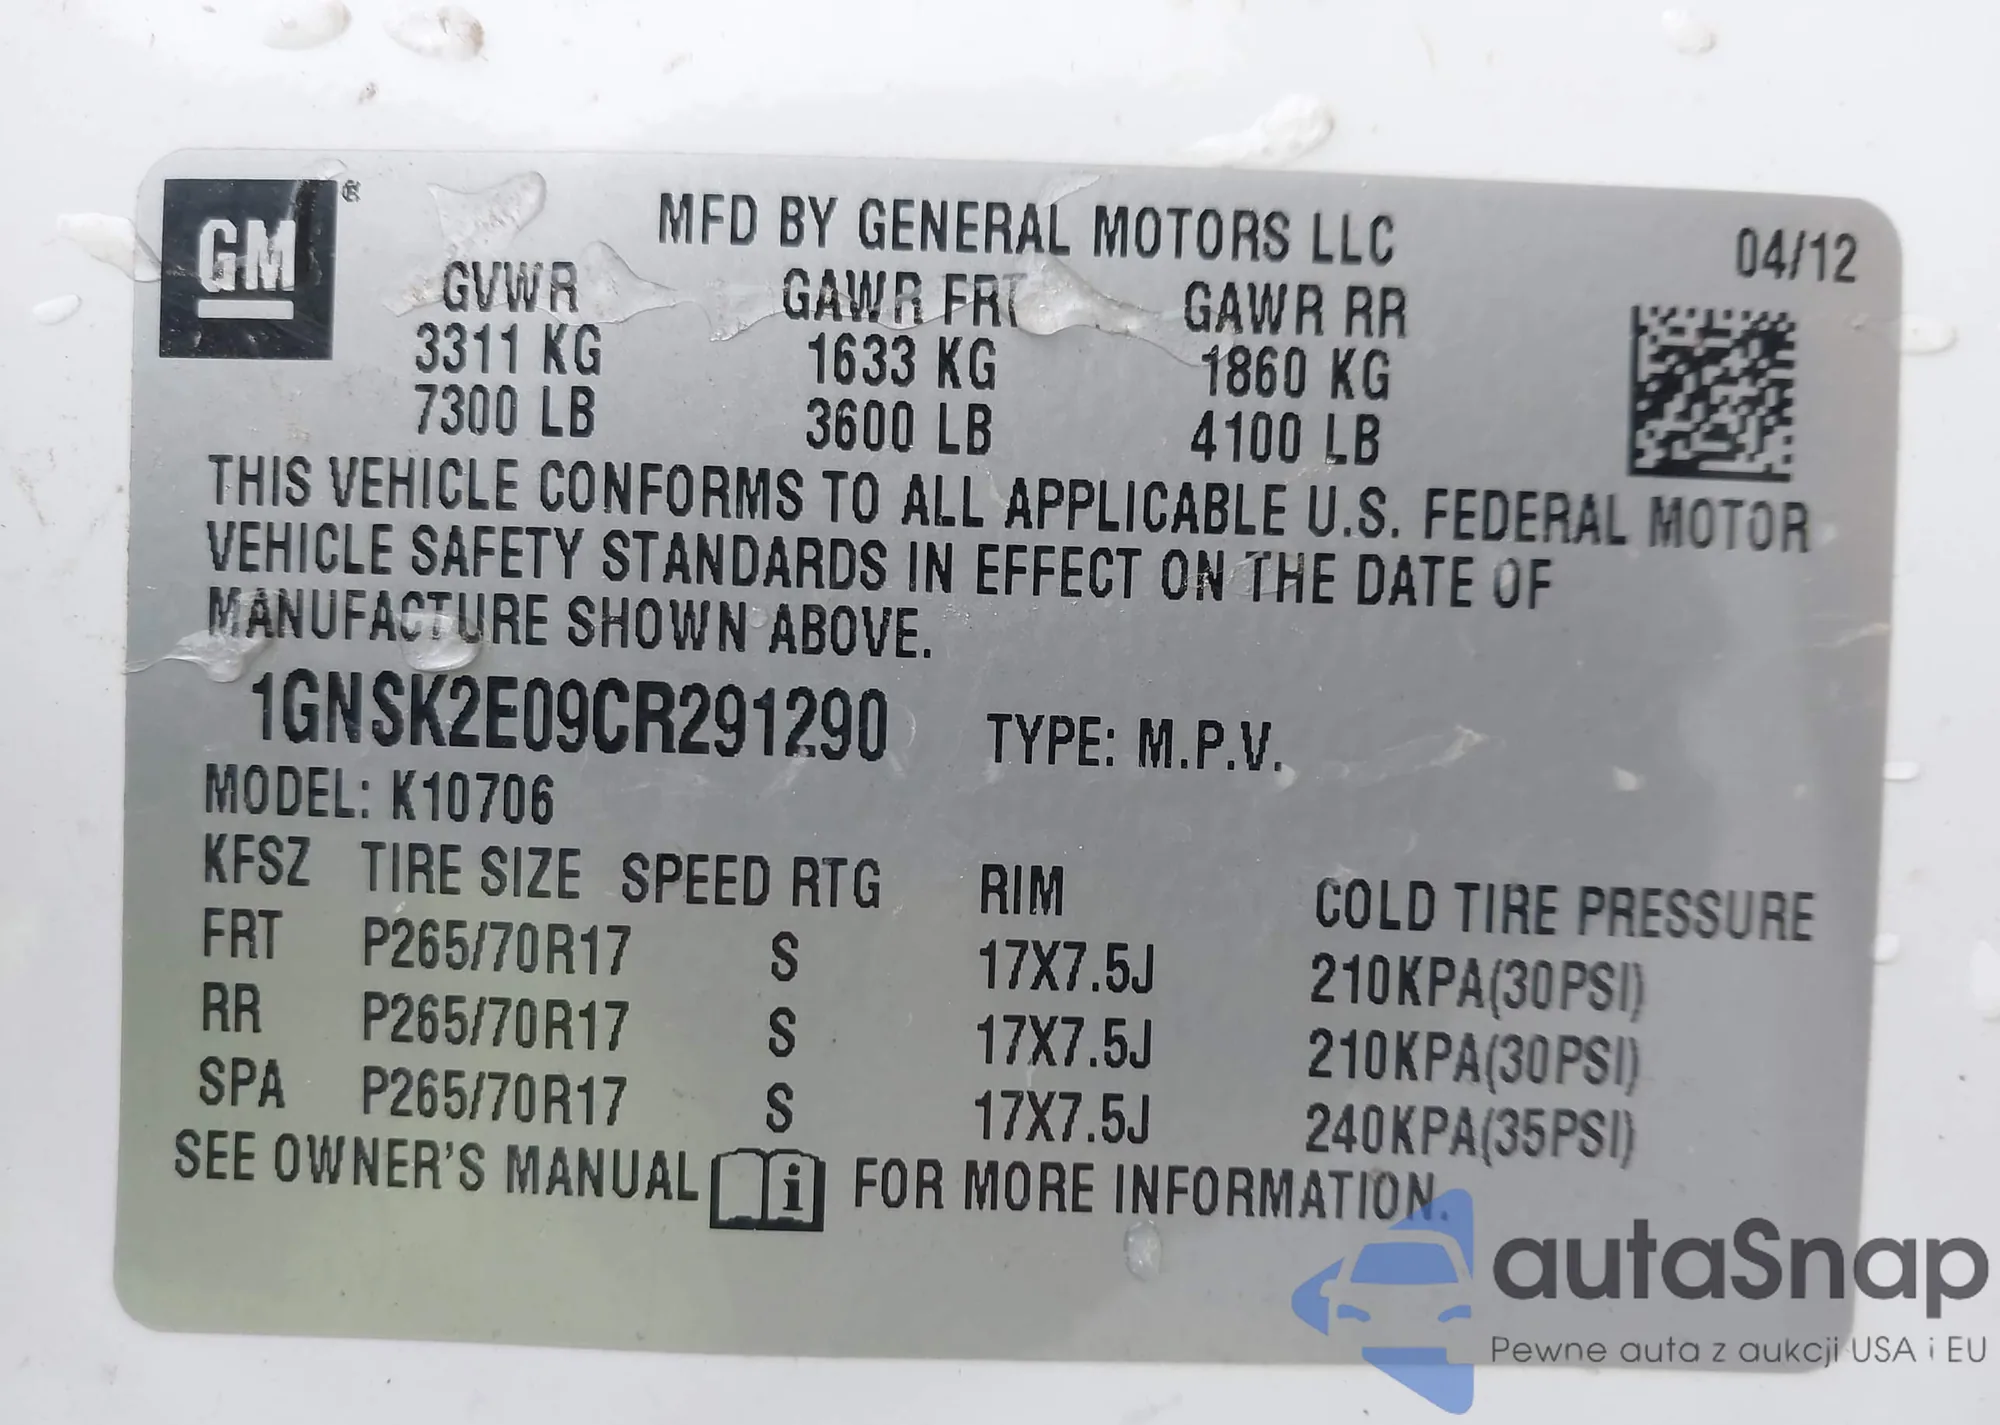 GM ®
MFD BY GENERAL MOTORS LLC
04/12
GVWR GAWR FRT GAWR RR
3311 KG 1633 KG 1860 KG
7300 LB 3600 LB 4100 LB
THIS VEHICLE CONFORMS TO ALL APPLICABLE U.S. FEDERAL MOTOR
VEHICLE SAFETY STANDARDS IN EFFECT ON THE DATE OF
MANUFACTURE SHOWN ABOVE.
1GNSK2E09CR291290 TYPE: M.P.V.
MODEL: K10706
KFSZ TIRE SIZE SPEED RTG RIM COLD TIRE PRESSURE
FRT P265/70R17 S 17X7.5J 210KPA(30PSI)
RR P265/70R17 S 17X7.5J 210KPA(30PSI)
SPA P265/70R17 S 17X7.5J 240KPA(35PSI)
SEE OWNER'S MANUAL i FOR MORE INFORMATION.
autaSnap
Pewne auta z aukcji USA i EU